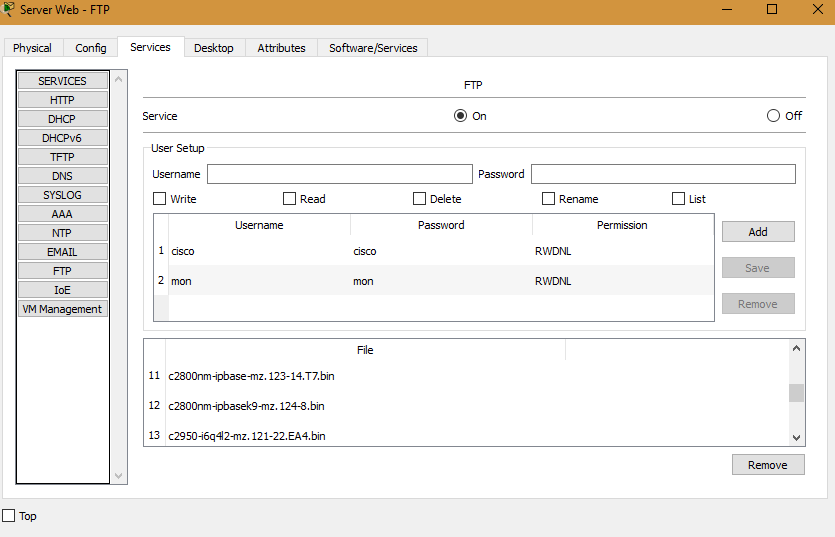 Server Web - FTP
Physical Config Services Desktop Attributes Software/Services
SERVICES
HTTP
DHCP
DHCPv6
TFTP
DNS
SYSLOG
AAA
NTP
EMAIL
FTP
IoE
VM Management
FTP
Service On Off
User Setup
Username Password
Write Read Delete Rename List
Username Password Permission
1 cisco cisco RWDNL
2 mon mon RWDNL
Add
Save
Remove
File
11 c2800nm-ipbase-mz.123-14.T7.bin
12 c2800nm-ipbasek9-mz.124-8.bin
13 c2950-i6q4l2-mz.121-22.EA4.bin
Remove
Top